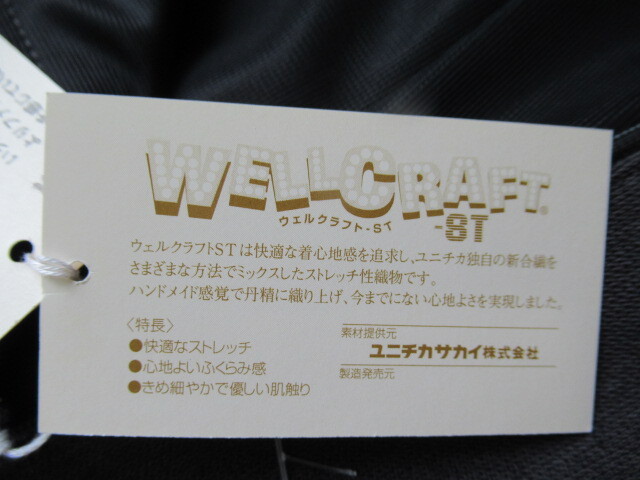 WELLCRAFT®
-ST
ウェルクラフト-ST
ウェルクラフトSTは快適な着心地感を追求し、ユニチカ独自の新合繊を
さまざまな方法でミックスしたストレッチ性織物です。
ハンドメイド感覚で丹精に織り上げ、今までにない心地よさを実現しました。
〈特長〉
●快適なストレッチ
●心地よいふくらみ感
●きめ細やかで優しい肌触り
素材提供元
ユニチカサカイ株式会社
製造発売元